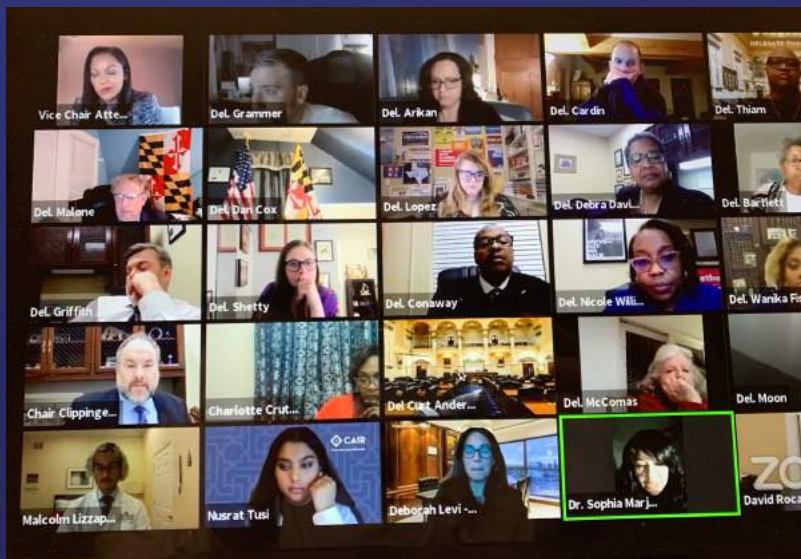 DELEGATE
Vice Chair Atte...
Del. Grammer
Del. Arikan
Del. Cardin
Del. Thiam
Del. Malone
Del. Dan Cox
Del. Lopez
Del. Debra Davi...
Del. Bartlett
Del. Griffith
Del. Shetty
Del. Conaway
Del. Nicole Willi...
Del. Wanika Fi
Chair Clippinge...
Charlotte Crut...
Del Curt Ander...
Del. McComas
Del. Moon
CAIR
Malcolm Lizzap...
Nusrat Tusi
Deborah Levi -...
Dr. Sophia Marj...
ZO
David Roca